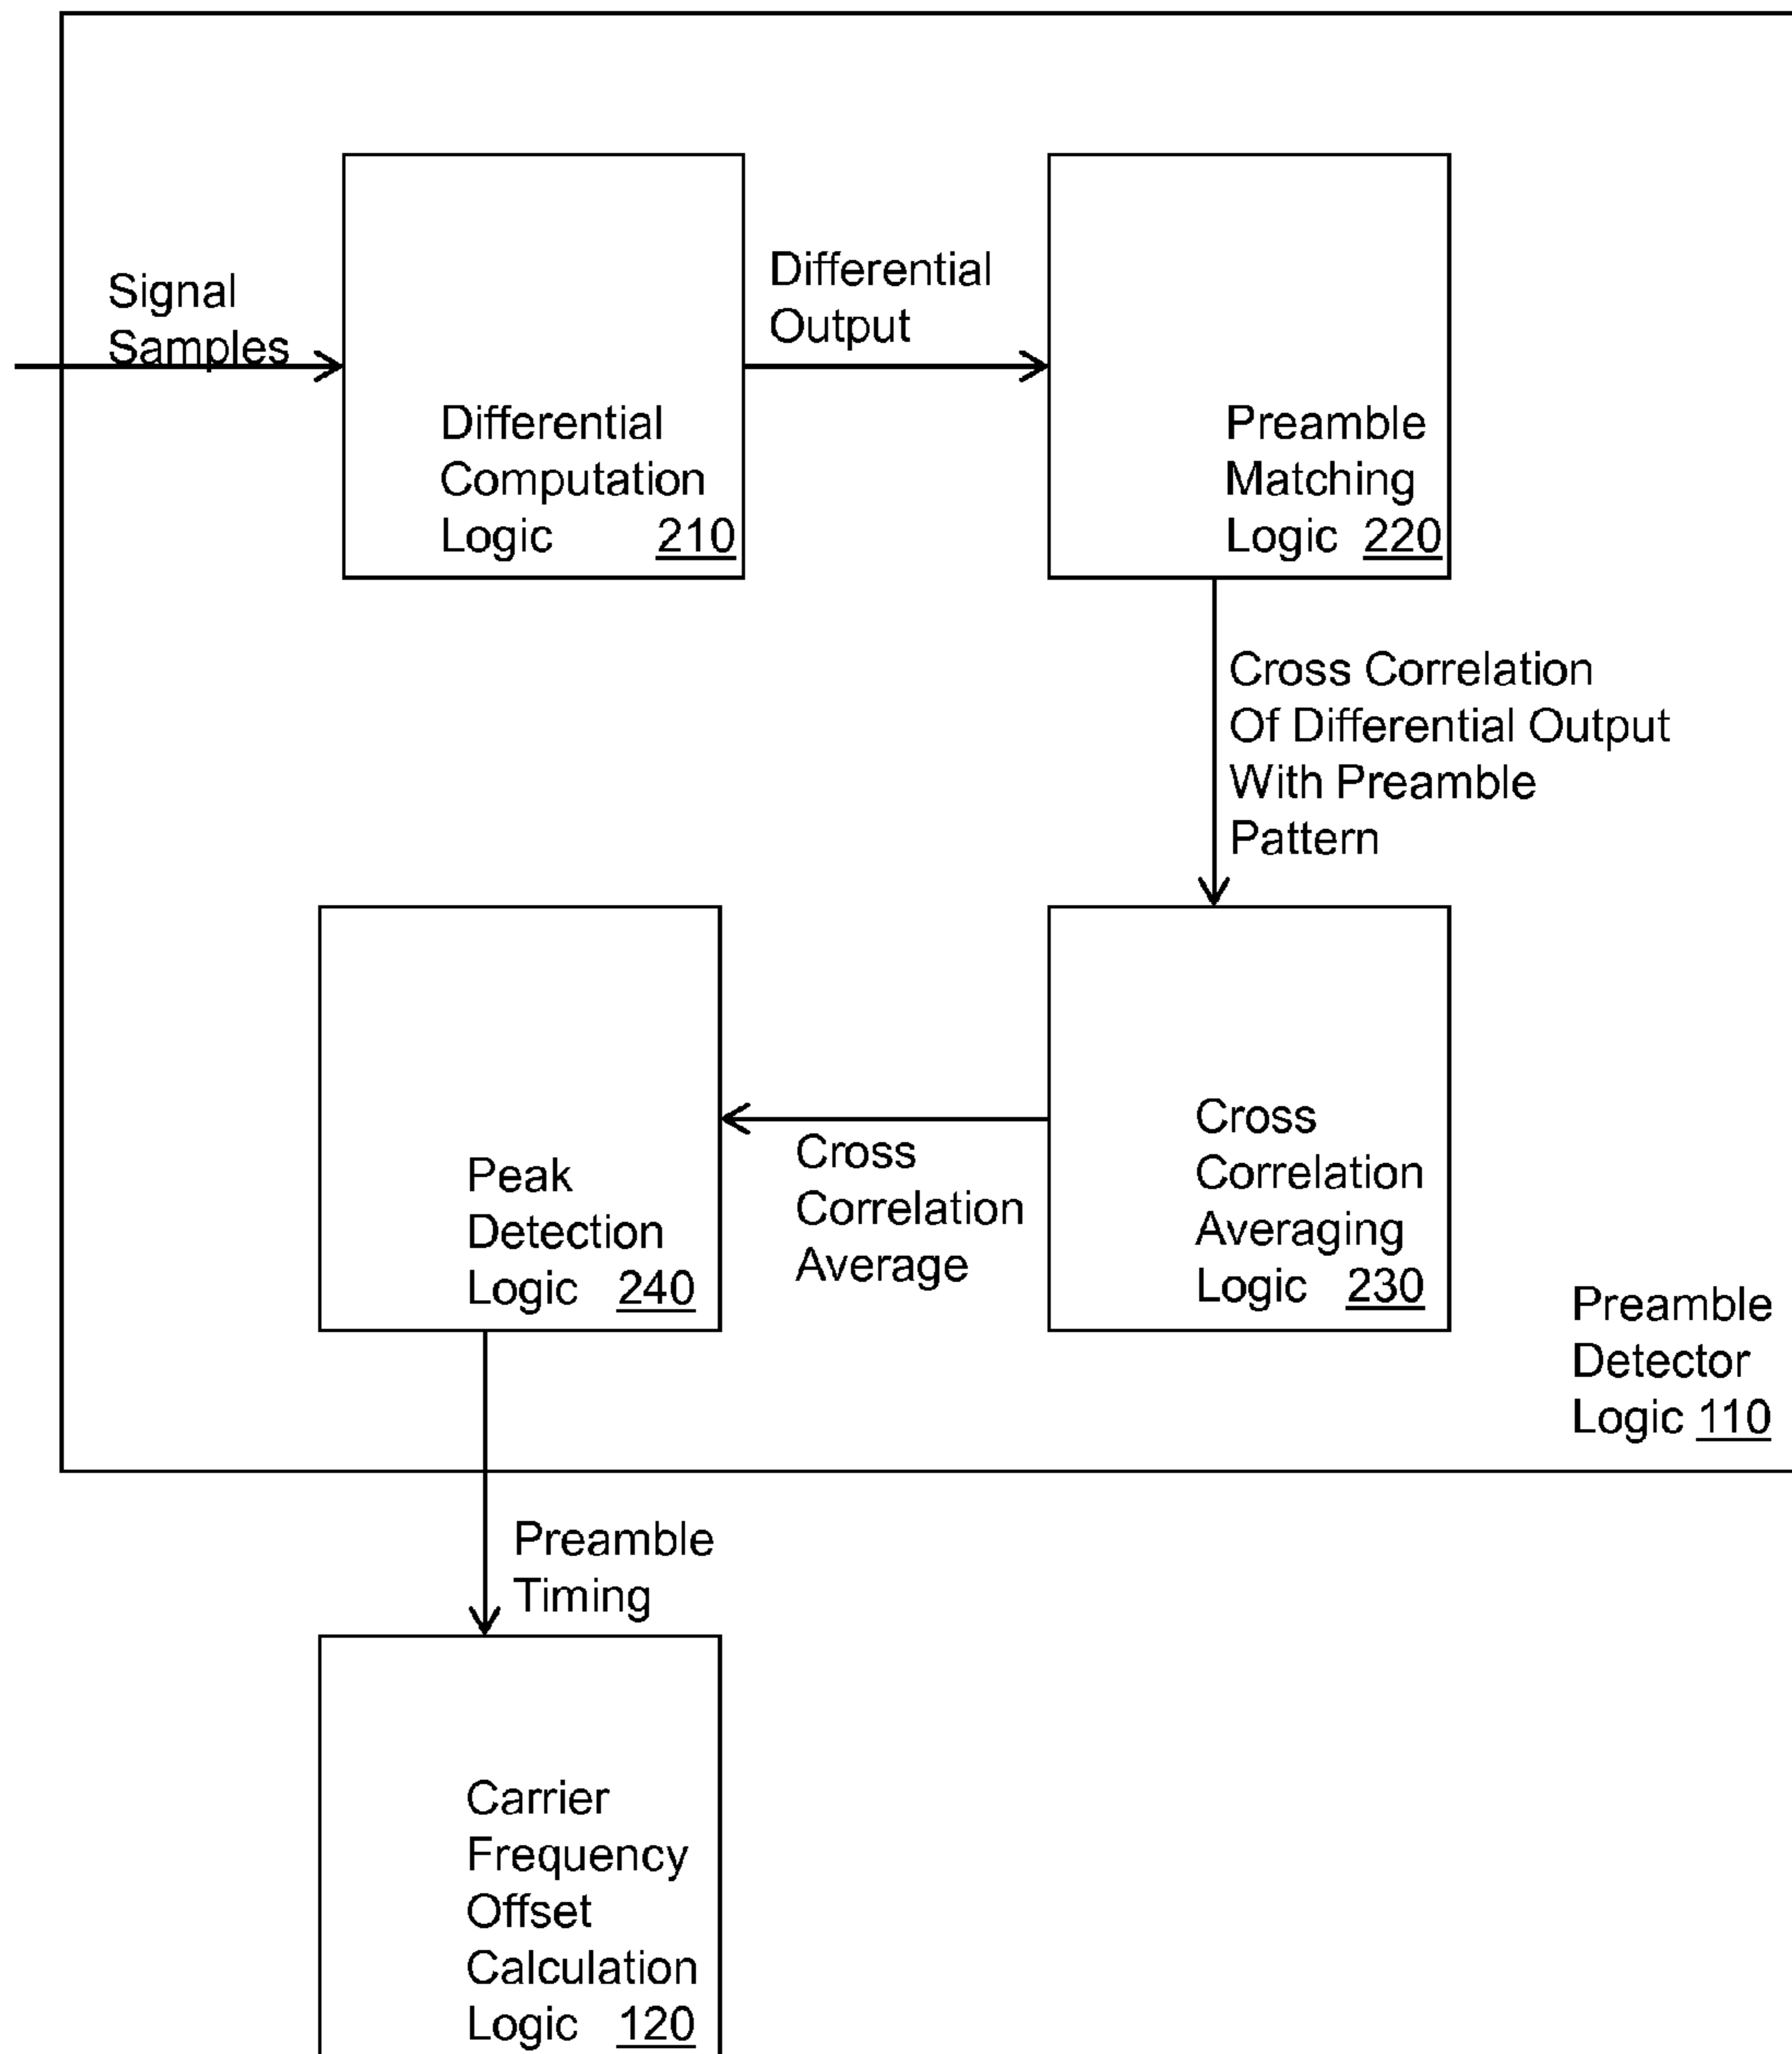 Signal
Samples
Differential
Output
Differential
Computation
Logic 210
Preamble
Matching
Logic 220
Cross Correlation
Of Differential Output
With Preamble
Pattern
Cross
Correlation
Averaging
Logic 230
Cross
Correlation
Average
Peak
Detection
Logic 240
Preamble
Detector
Logic 110
Preamble
Timing
Carrier
Frequency
Offset
Calculation
Logic 120